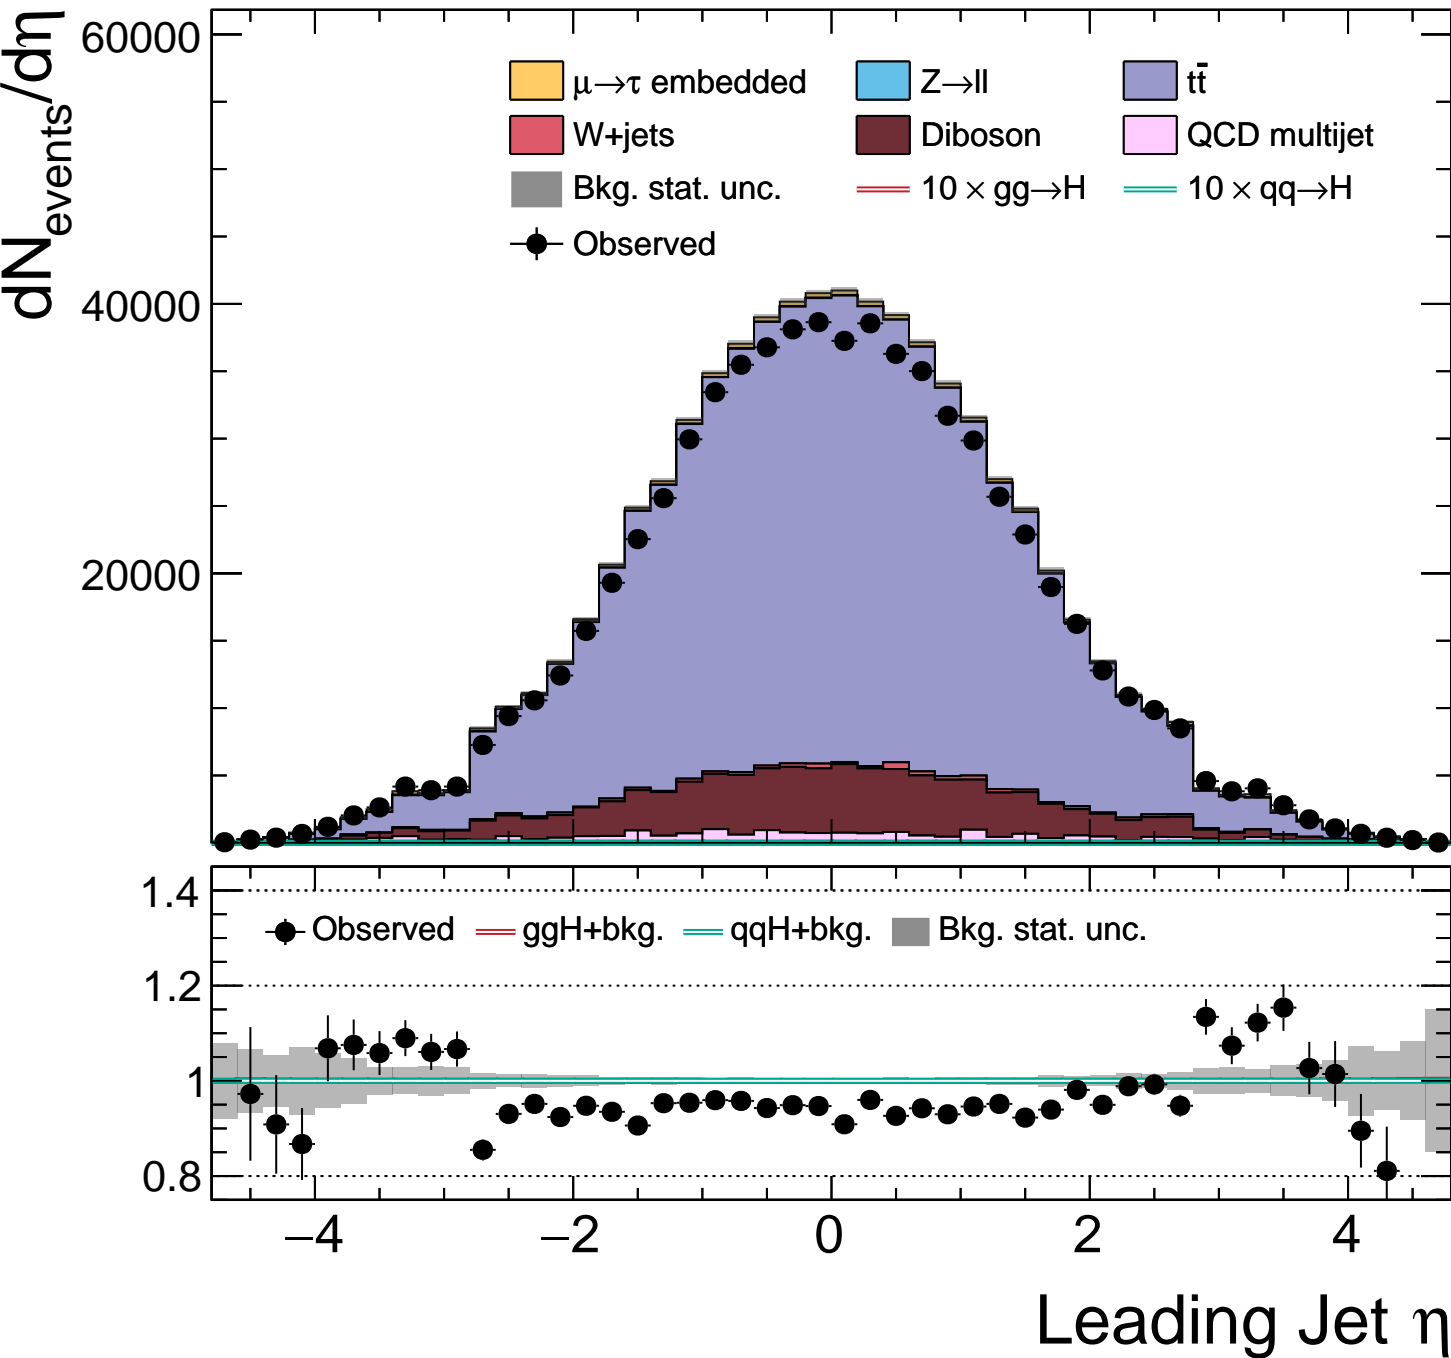 dN_events/dη
60000
40000
20000
μ→τ embedded Z→ll tt̄
W+jets Diboson QCD multijet
Bkg. stat. unc. 10 × gg→H 10 × qq→H
Observed
1.4
1.2
1
0.8
Observed ggH+bkg. qqH+bkg. Bkg. stat. unc.
−4 −2 0 2 4
Leading Jet η